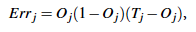 Err_j = O_j(1 − O_j)(T_j − O_j),